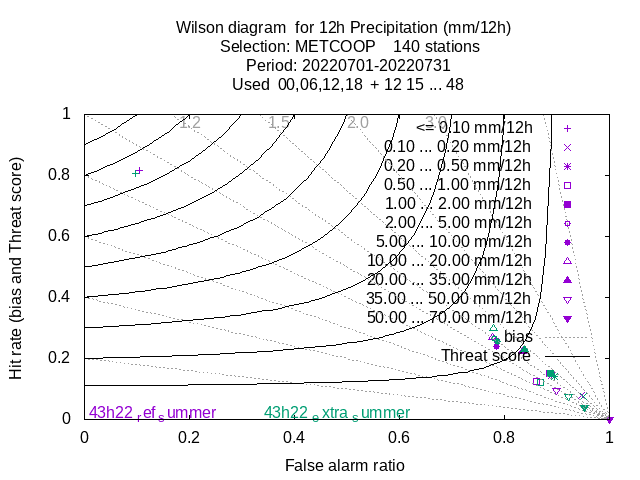 Wilson diagram  for 12h Precipitation (mm/12h)
Selection: METCOOP    140 stations
Period: 20220701-20220731
Used  00,06,12,18  + 12 15 ... 48
Hit rate (bias and Threat score)
1
0.8
0.6
0.4
0.2
0
1.2
1.5
2.0
3.0
<= 0.10 mm/12h
0.10 ... 0.20 mm/12h
0.20 ... 0.50 mm/12h
0.50 ... 1.00 mm/12h
1.00 ... 2.00 mm/12h
2.00 ... 5.00 mm/12h
5.00 ... 10.00 mm/12h
10.00 ... 20.00 mm/12h
20.00 ... 35.00 mm/12h
35.00 ... 50.00 mm/12h
50.00 ... 70.00 mm/12h
bias
Threat score
43h22_ref_summer
43h22_extra_summer
0 0.2 0.4 0.6 0.8 1
False alarm ratio